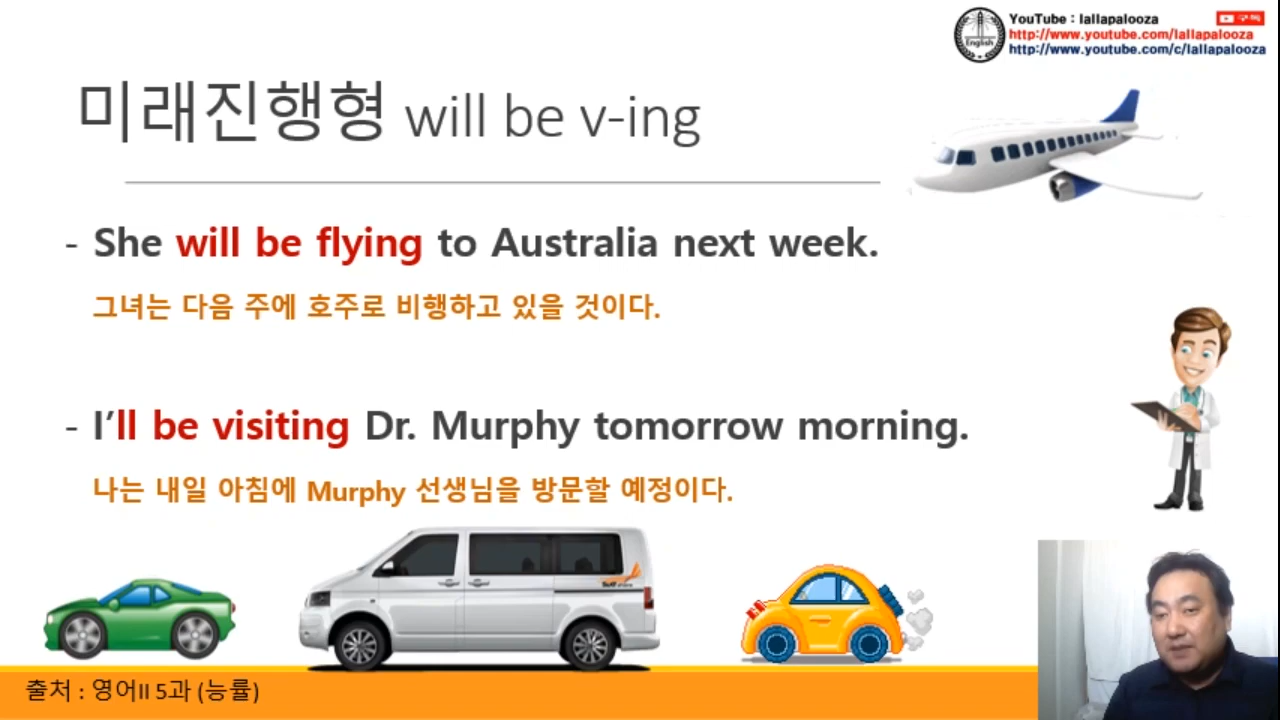 YouTube : lallapalooza
구독
http://www.youtube.com/lallapalooza
http://www.youtube.com/c/lallapalooza
English
미래진행형 will be v-ing
- She will be flying to Australia next week.
그녀는 다음 주에 호주로 비행하고 있을 것이다.
- I’ll be visiting Dr. Murphy tomorrow morning.
나는 내일 아침에 Murphy 선생님을 방문할 예정이다.
출처 : 영어II 5과 (능률)